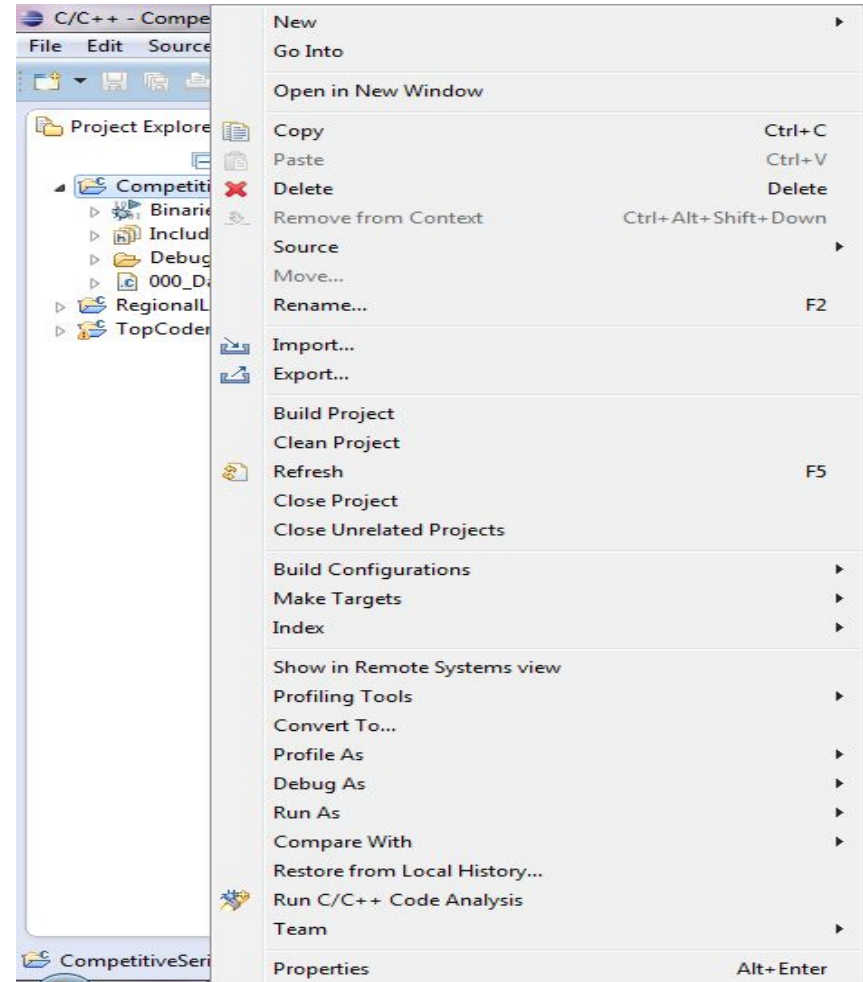 C/C++ - Compe
File Edit Source
Project Explore
Competiti
Binarie
Includ
Debug
000_Da
RegionalL
TopCoder
CompetitiveSeri
New
Go Into
Open in New Window
Copy Ctrl+C
Paste Ctrl+V
Delete Delete
Remove from Context Ctrl+Alt+Shift+Down
Source
Move...
Rename... F2
Import...
Export...
Build Project
Clean Project
Refresh F5
Close Project
Close Unrelated Projects
Build Configurations
Make Targets
Index
Show in Remote Systems view
Profiling Tools
Convert To...
Profile As
Debug As
Run As
Compare With
Restore from Local History...
Run C/C++ Code Analysis
Team
Properties Alt+Enter